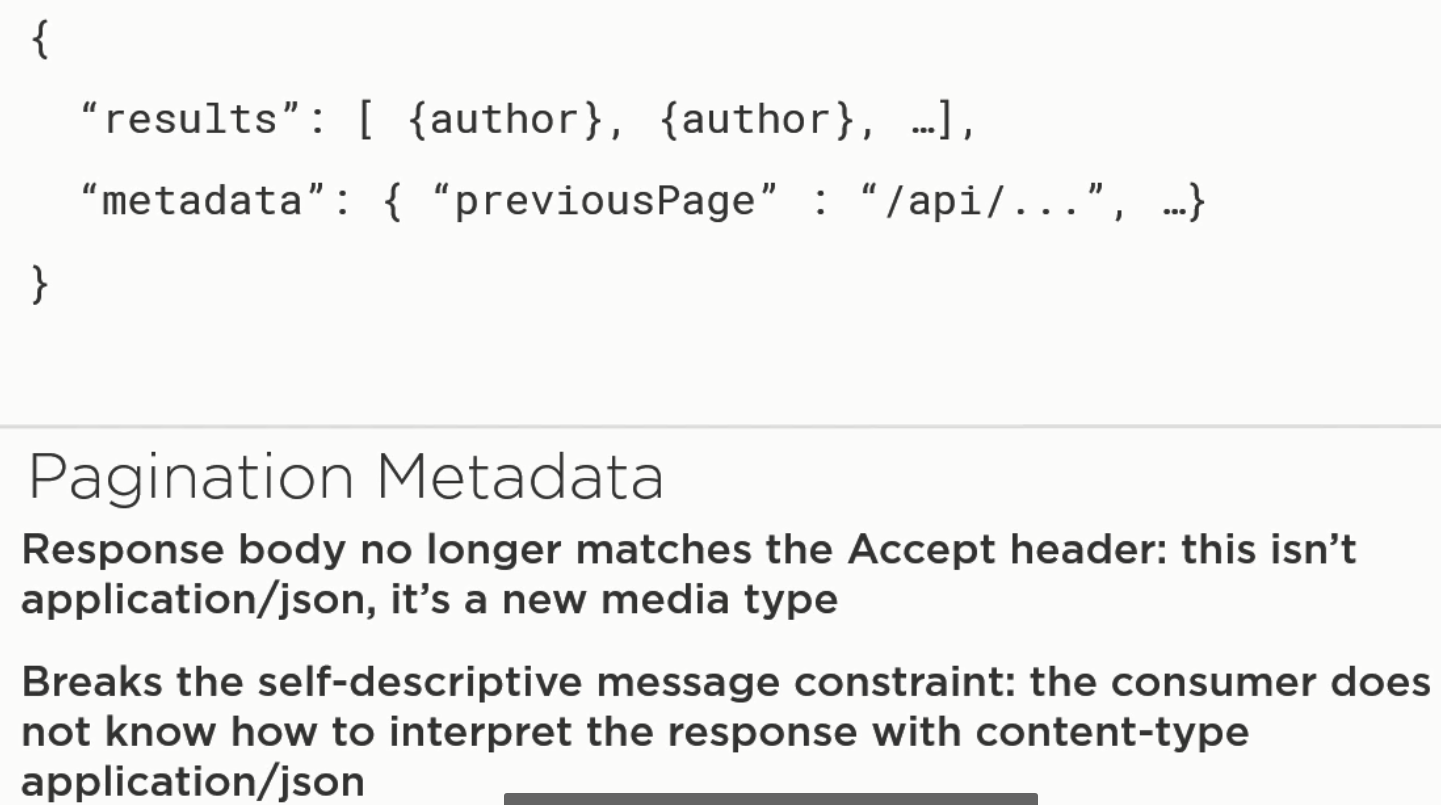 {
“results”: [ {author}, {author}, …],
“metadata”: { “previousPage” : “/api/...”, …}
}
Pagination Metadata
Response body no longer matches the Accept header: this isn’t
application/json, it’s a new media type
Breaks the self-descriptive message constraint: the consumer does
not know how to interpret the response with content-type
application/json